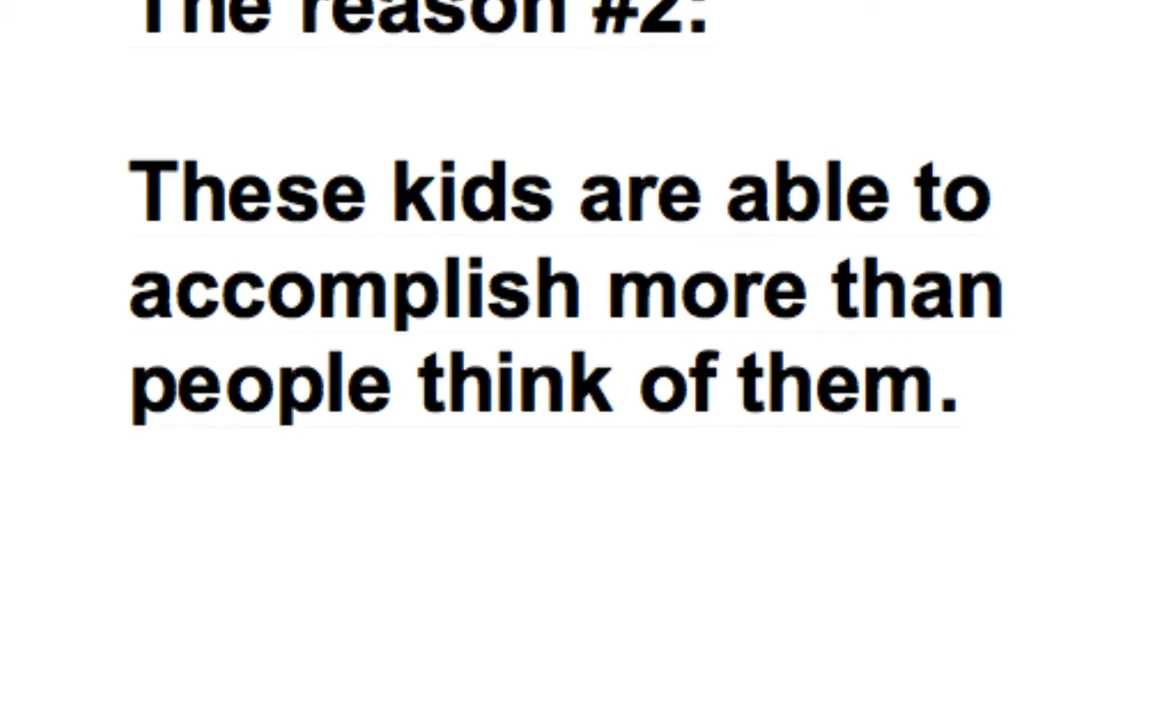 The reason #2:
These kids are able to
accomplish more than
people think of them.